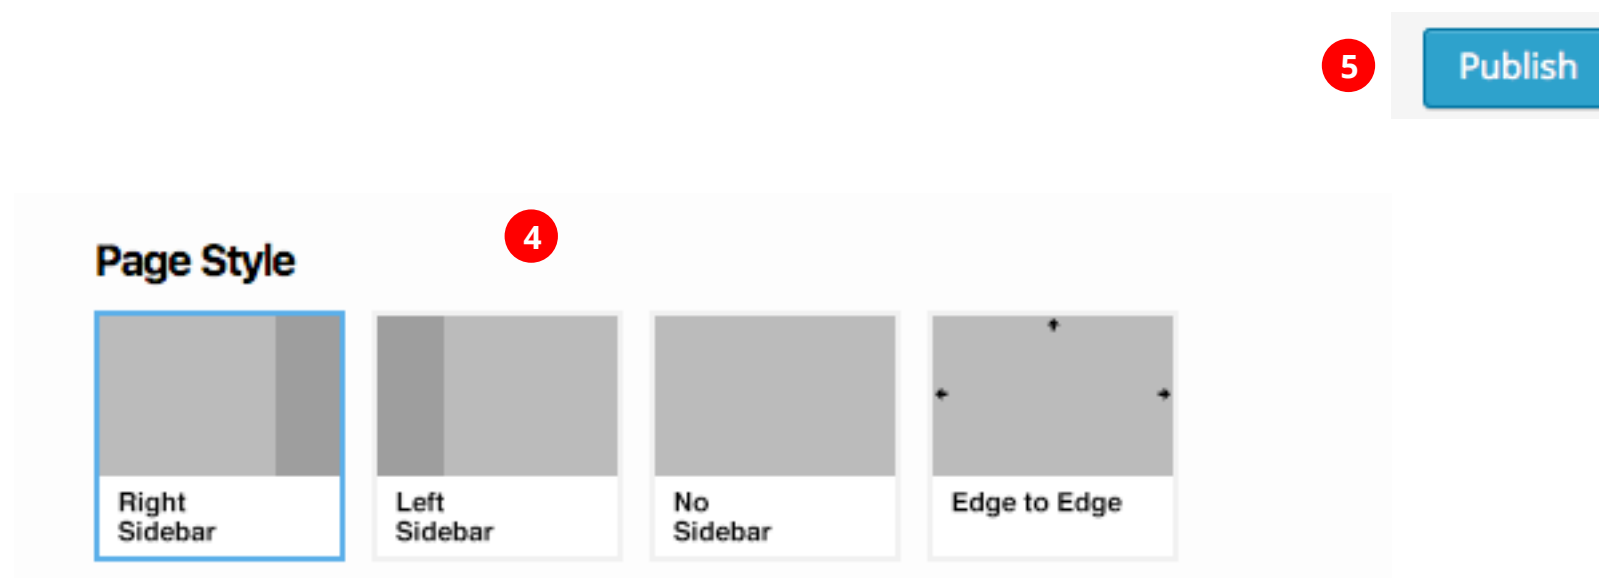 5 Publish
4
Page Style
Right
Sidebar
Left
Sidebar
No
Sidebar
Edge to Edge